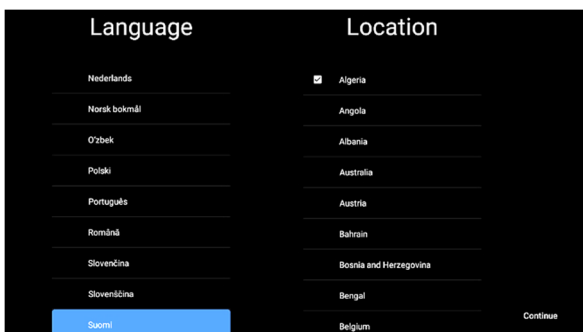 Language
Nederlands
Norsk bokmål
O'zbek
Polski
Português
Română
Slovenčina
Slovenščina
Suomi
Location
Algeria
Angola
Albania
Australia
Austria
Bahrain
Bosnia and Herzegovina
Bengal
Belgium
Continue